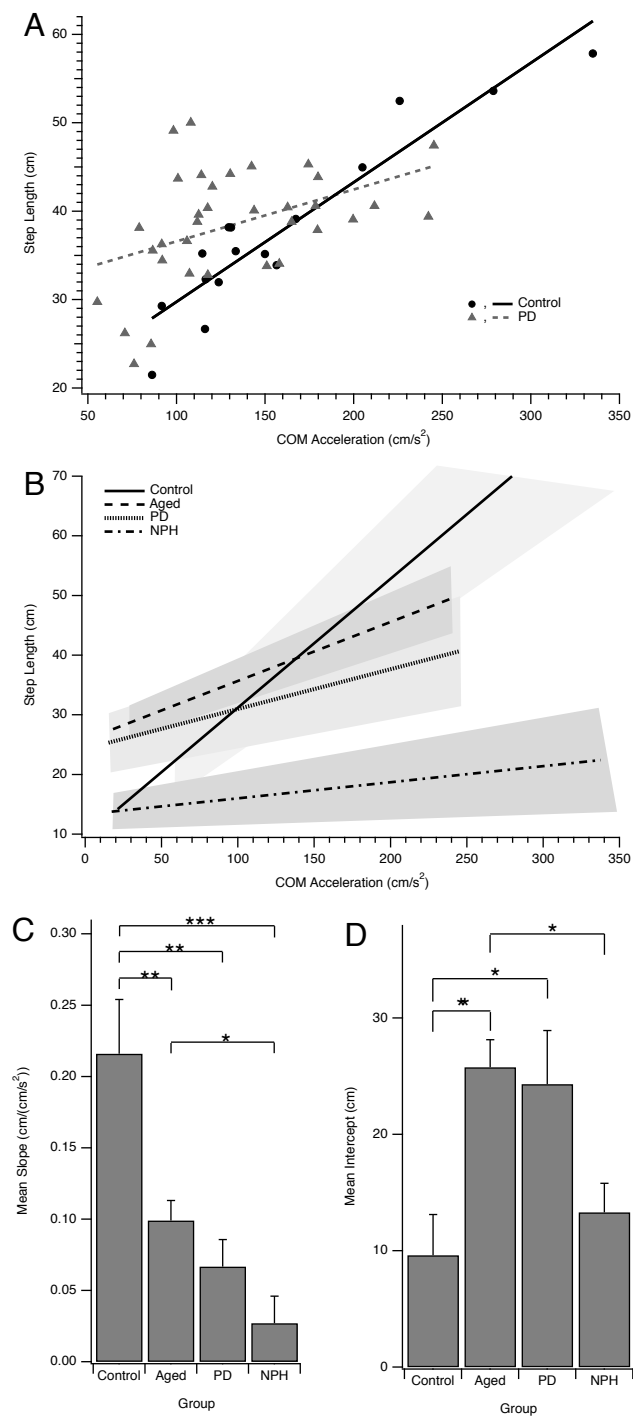 A
60
50
40
30
20
Step Length (cm)
, Control
, PD
50 100 150 200 250 300 350
COM Acceleration (cm/s²)
B
70
60
50
40
30
20
10
Step Length (cm)
Control
Aged
PD
NPH
0 50 100 150 200 250 300 350
COM Acceleration (cm/s²)
C
0.30
0.25
0.20
0.15
0.10
0.05
0.00
Mean Slope (cm/(cm/s²))
***
**
**
*
Control Aged PD NPH
Group
D
30
20
10
0
Mean Intercept (cm)
*
*
**
Control Aged PD NPH
Group